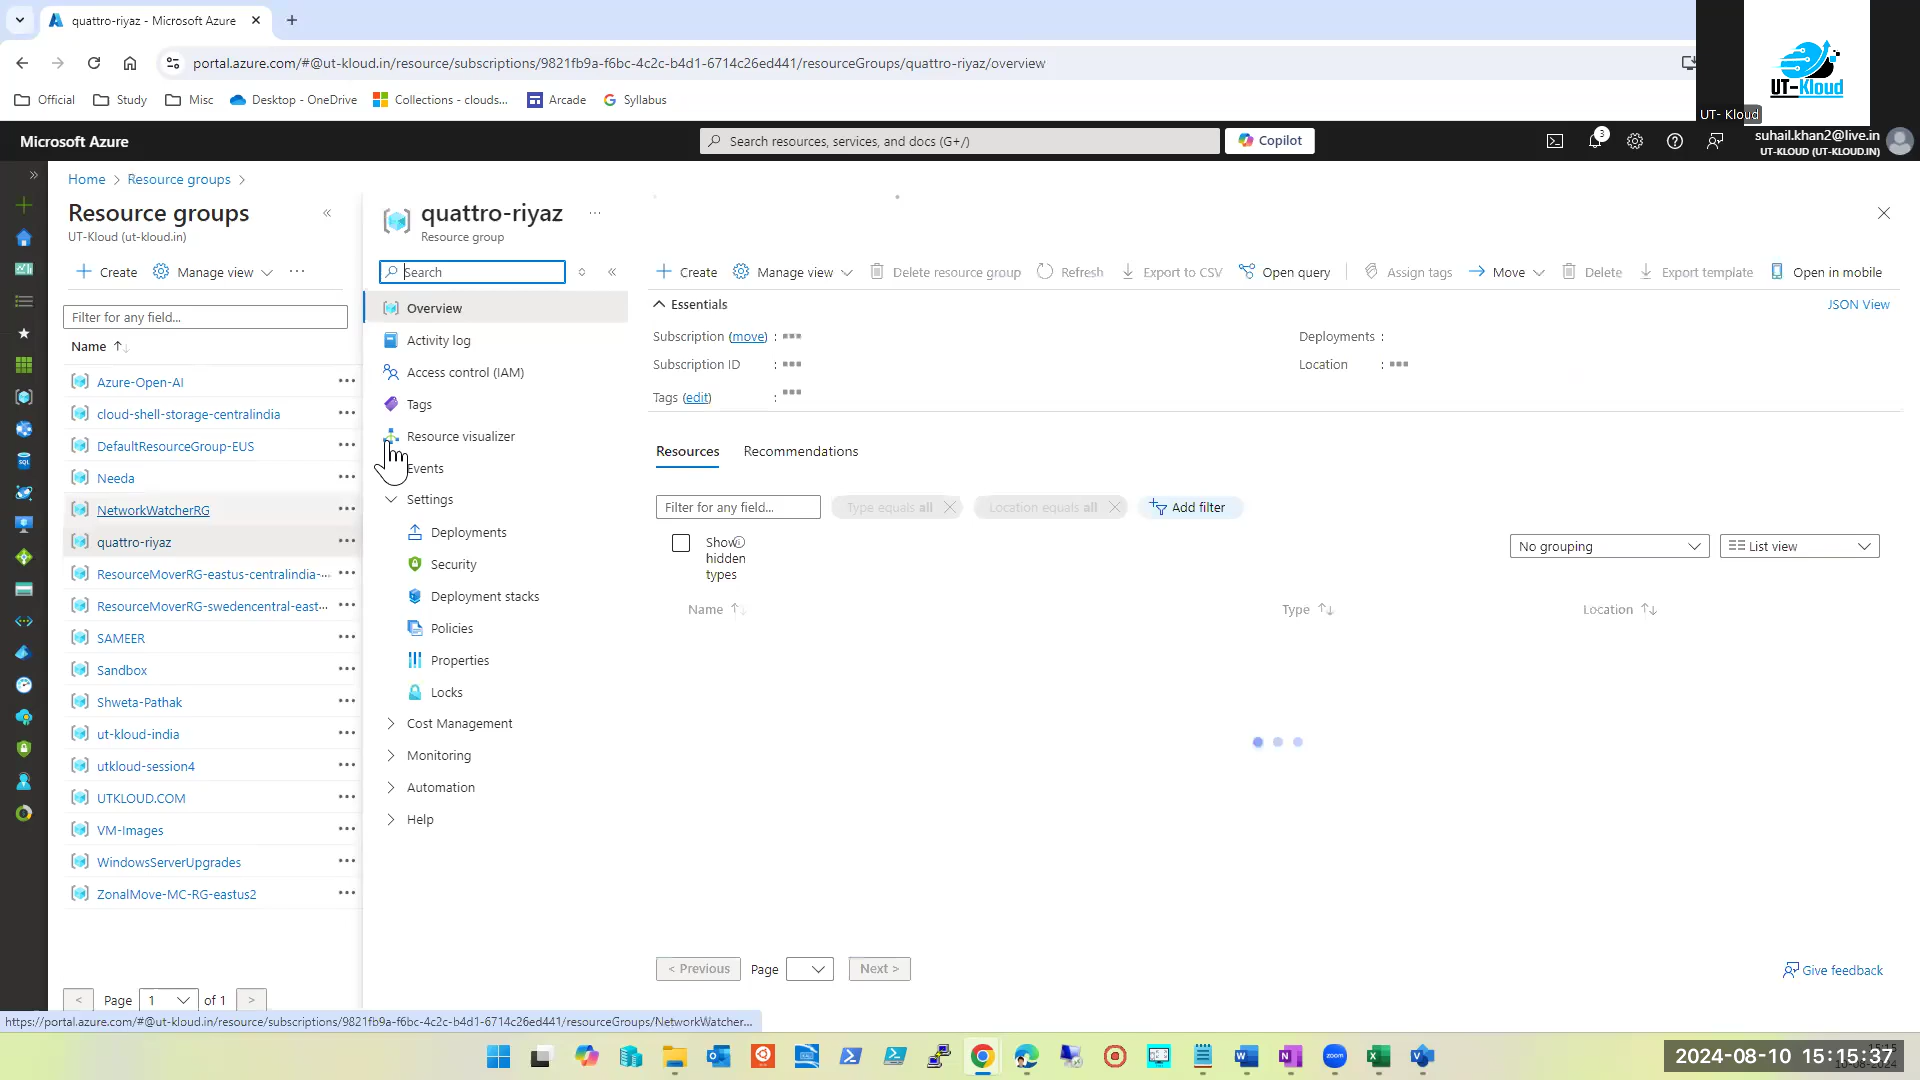 quattro-riyaz - Microsoft Azure
portal.azure.com/#@ut-kloud.in/resource/subscriptions/9821fb9a-f6bc-4c2c-b4d1-6714c26ed441/resourceGroups/quattro-riyaz/overview
Official
Study
Misc
Desktop - OneDrive
Collections - clouds...
Arcade
Syllabus
UT-Kloud
UT- Kloud
Microsoft Azure
Search resources, services, and docs (G+/)
Copilot
3
suhail.khan2@live.in
UT-KLOUD (UT-KLOUD.IN)
Home > Resource groups >
Resource groups
UT-Kloud (ut-kloud.in)
Create
Manage view
Filter for any field...
Name
Azure-Open-AI
cloud-shell-storage-centralindia
DefaultResourceGroup-EUS
Needa
NetworkWatcherRG
quattro-riyaz
ResourceMoverRG-eastus-centralindia-...
ResourceMoverRG-swedencentral-east...
SAMEER
Sandbox
Shweta-Pathak
ut-kloud-india
utkloud-session4
UTKLOUD.COM
VM-Images
WindowsServerUpgrades
ZonalMove-MC-RG-eastus2
< Page 1 of 1 >
quattro-riyaz
Resource group
Search
Overview
Activity log
Access control (IAM)
Tags
Resource visualizer
Events
Settings
Deployments
Security
Deployment stacks
Policies
Properties
Locks
Cost Management
Monitoring
Automation
Help
Create
Manage view
Delete resource group
Refresh
Export to CSV
Open query
Assign tags
Move
Delete
Export template
Open in mobile
Essentials
JSON View
Subscription (move) :
Subscription ID :
Tags (edit) :
Deployments :
Location :
Resources
Recommendations
Filter for any field...
Type equals all
Location equals all
Add filter
Show hidden types
No grouping
List view
Name
Type
Location
< Previous
Page
Next >
Give feedback
https://portal.azure.com/#@ut-kloud.in/resource/subscriptions/9821fb9a-f6bc-4c2c-b4d1-6714c26ed441/resourceGroups/NetworkWatcher...
zoom
2024-08-10 15:15:37